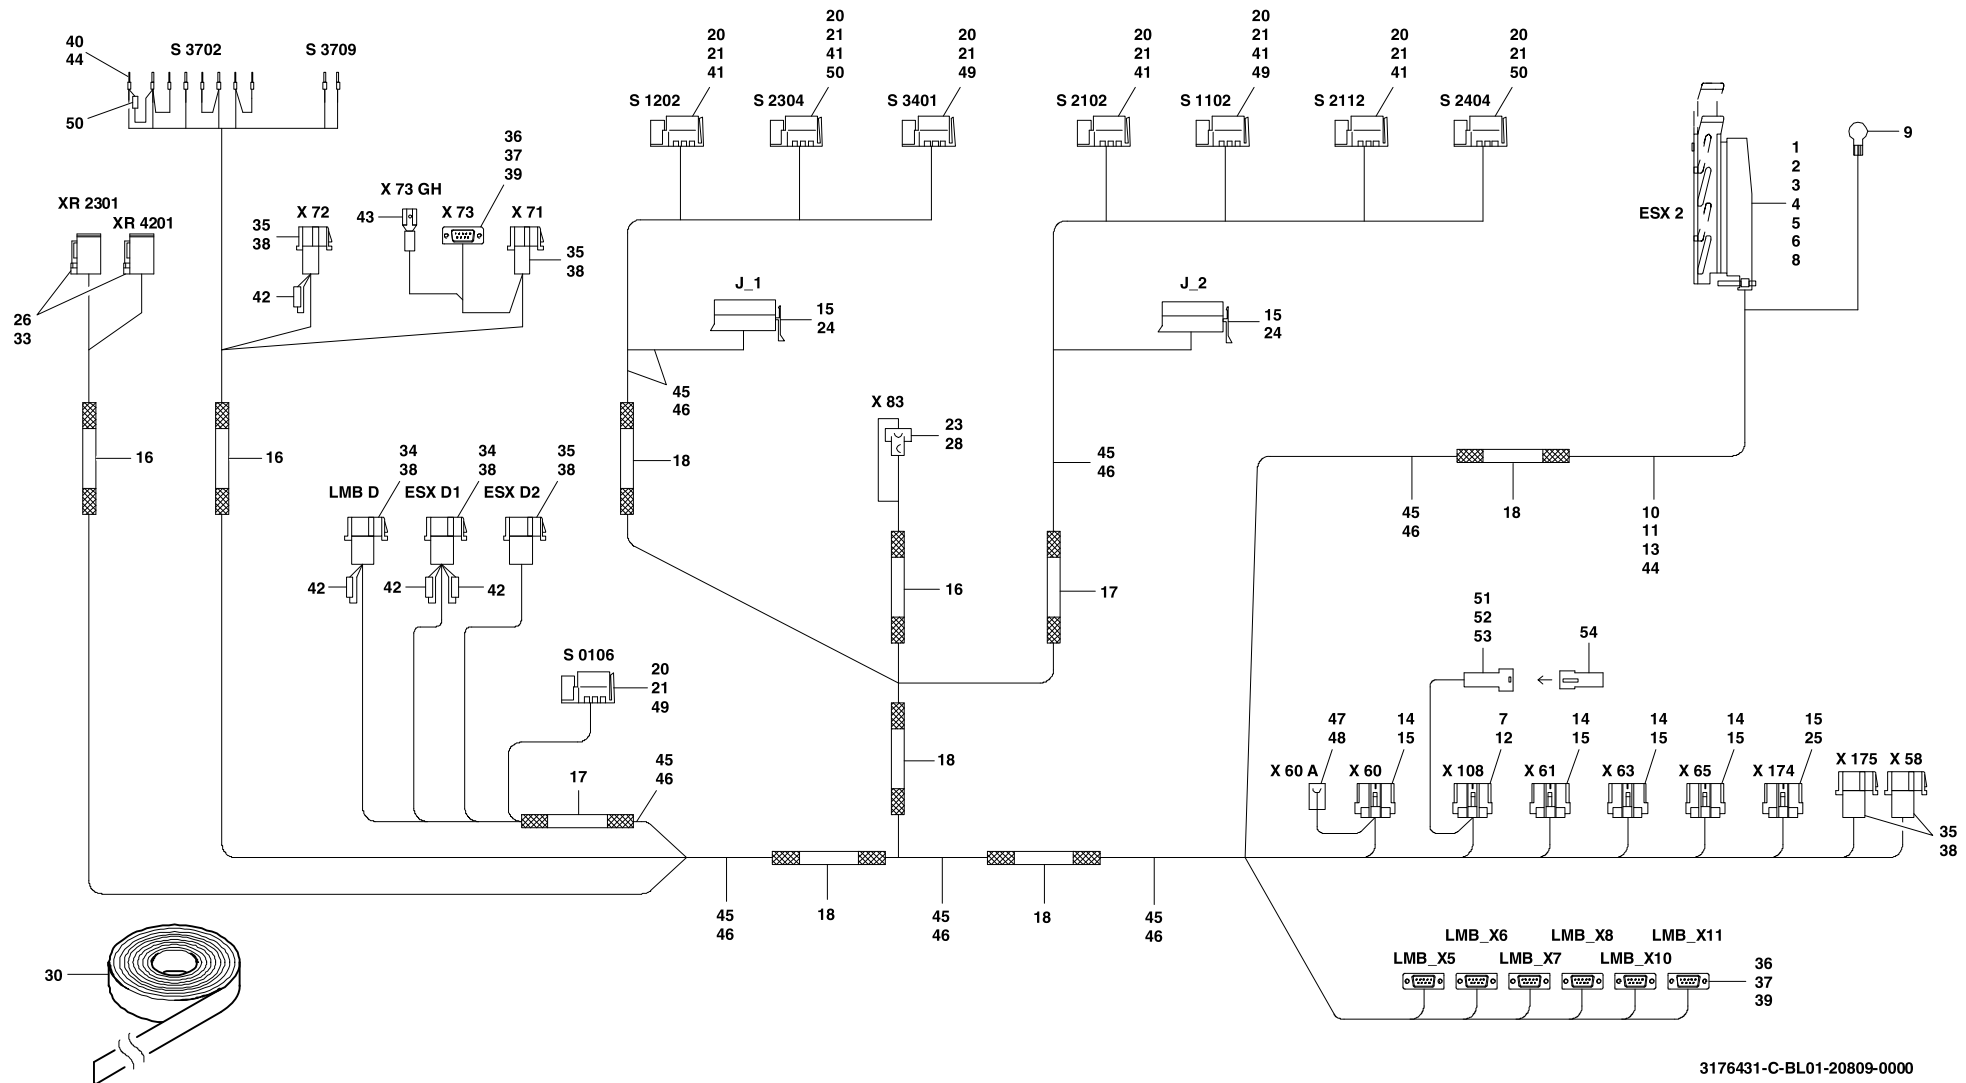 20
20
20
20
21
20
20
21
20
20
40
S 3702
S 3709
21
41
21
21
41
21
21
44
41
50
49
41
49
41
50
S 1202
S 2304
S 3401
S 2102
S 1102
S 2112
S 2404
50
36
37
39
9
1
2
3
4
5
6
8
XR 2301
XR 4201
X 73 GH
X 72
43
X 73
X 71
35
38
ESX 2
35
38
42
J_1
J_2
26
33
15
24
15
24
45
46
X 83
23
28
16
16
18
45
46
34
38
34
38
35
38
LMB D
ESX D1
ESX D2
45
46
18
10
11
13
44
42
42
42
16
17
51
52
53
54
S 0106
20
21
49
47
48
14
15
7
12
14
15
14
15
14
15
15
25
X 60 A
X 60
X 108
X 61
X 63
X 65
X 174
X 175
X 58
17
45
46
18
35
38
45
46
18
45
46
18
45
46
LMB_X6
LMB_X8
LMB_X11
LMB_X5
LMB_X7
LMB_X10
36
37
39
30
3176431-C-BL01-20809-0000